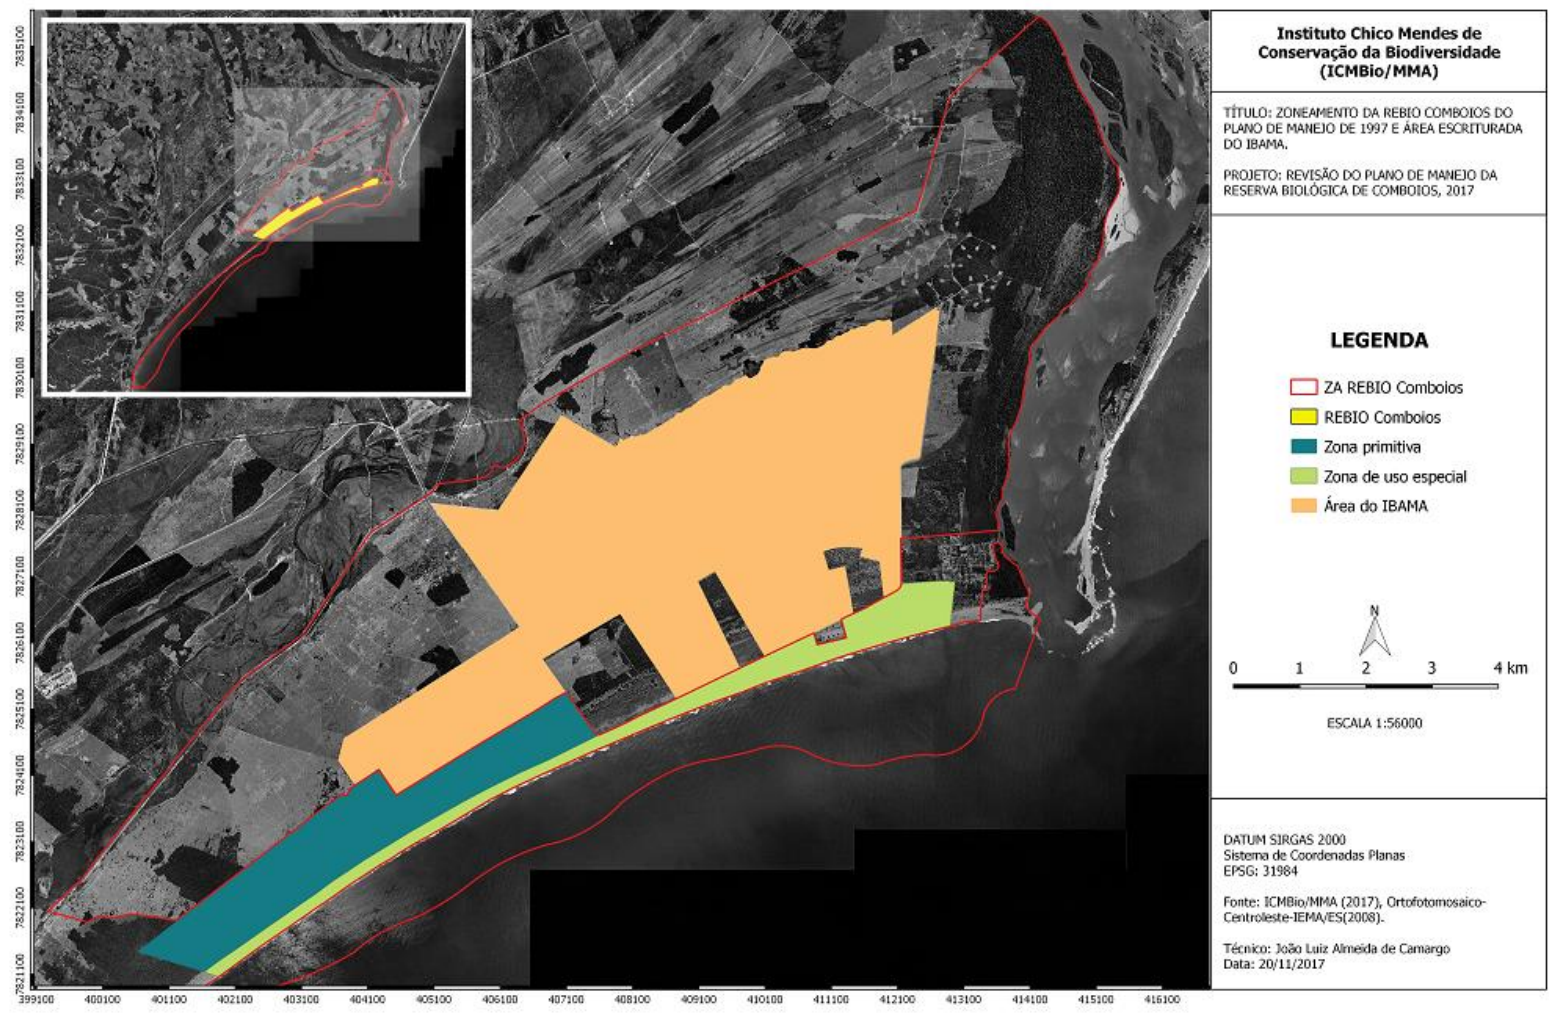 Instituto Chico Mendes de
Conservação da Biodiversidade
(ICMBio/MMA)
TÍTULO: ZONEAMENTO DA REBIO COMBOIOS DO
PLANO DE MANEJO DE 1997 E ÁREA ESCRITURADA
DO IBAMA.
PROJETO: REVISÃO DO PLANO DE MANEJO DA
RESERVA BIOLÓGICA DE COMBOIOS, 2017
LEGENDA
ZA REBIO Comboios
REBIO Comboios
Zona primitiva
Zona de uso especial
Área do IBAMA
N
0 1 2 3 4 km
ESCALA 1:56000
DATUM SIRGAS 2000
Sistema de Coordenadas Planas
EPSG: 31984
Fonte: ICMBio/MMA (2017), Ortofotomosaico-
Centroleste-IEMA/ES(2008).
Técnico: João Luiz Almeida de Camargo
Data: 20/11/2017
7835100
7834100
7833100
7832100
7831100
7830100
7829100
7828100
7827100
7826100
7825100
7824100
7823100
7822100
7821100
399100 400100 401100 402100 403100 404100 405100 406100 407100 408100 409100 410100 411100 412100 413100 414100 415100 416100